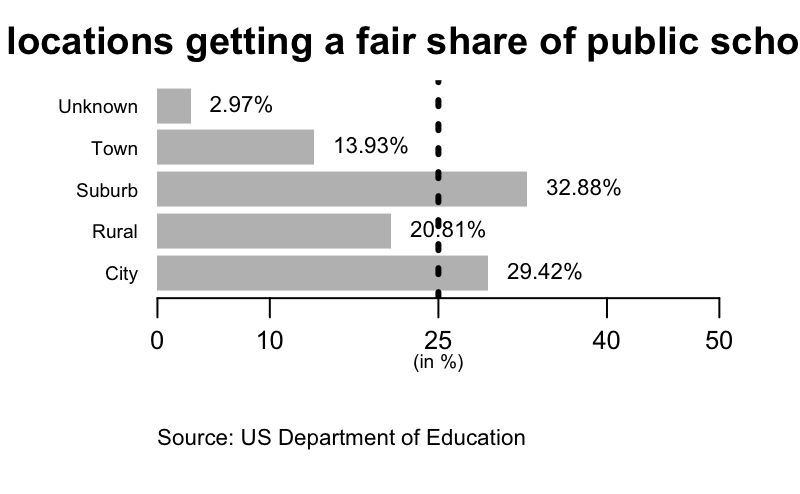 locations getting a fair share of public scho
Unknown 2.97%
Town 13.93%
Suburb 32.88%
Rural 20.81%
City 29.42%
0 10 25 40 50
(in %)
Source: US Department of Education